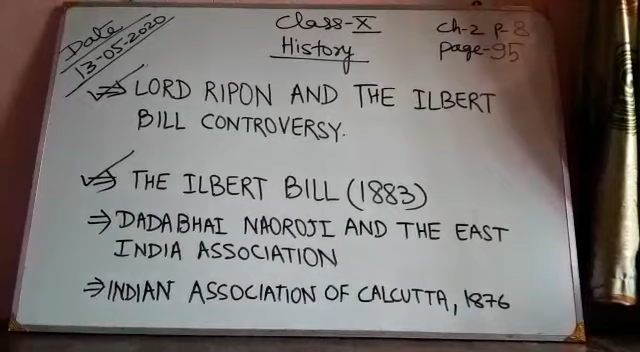 Date
13-05-2020
Class-X
History
Ch-2 P-8
page-95
⇒ LORD RIPON AND THE ILBERT
BILL CONTROVERSY.
⇒ THE ILBERT BILL (1883)
⇒ DADABHAI NAOROJI AND THE EAST
INDIA ASSOCIATION
⇒ INDIAN ASSOCIATION OF CALCUTTA, 1876